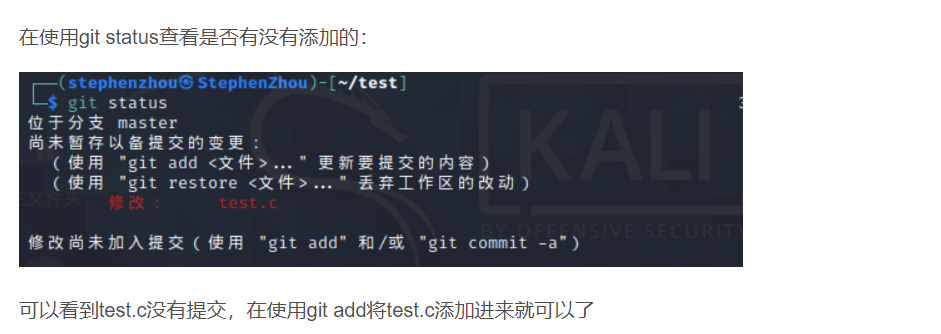 在使用git status查看是否有没有添加的：
┌──(stephenzhou㉿StephenZhou)-[~/test]
└─$ git status
位于分支 master
尚未暂存以备提交的变更：
（使用 "git add <文件>..." 更新要提交的内容）
（使用 "git restore <文件>..." 丢弃工作区的改动）
修改： test.c
修改尚未加入提交（使用 "git add" 和/或 "git commit -a"）
KALI
BY OFFENSIVE SECURITY
可以看到test.c没有提交，在使用git add将test.c添加进来就可以了